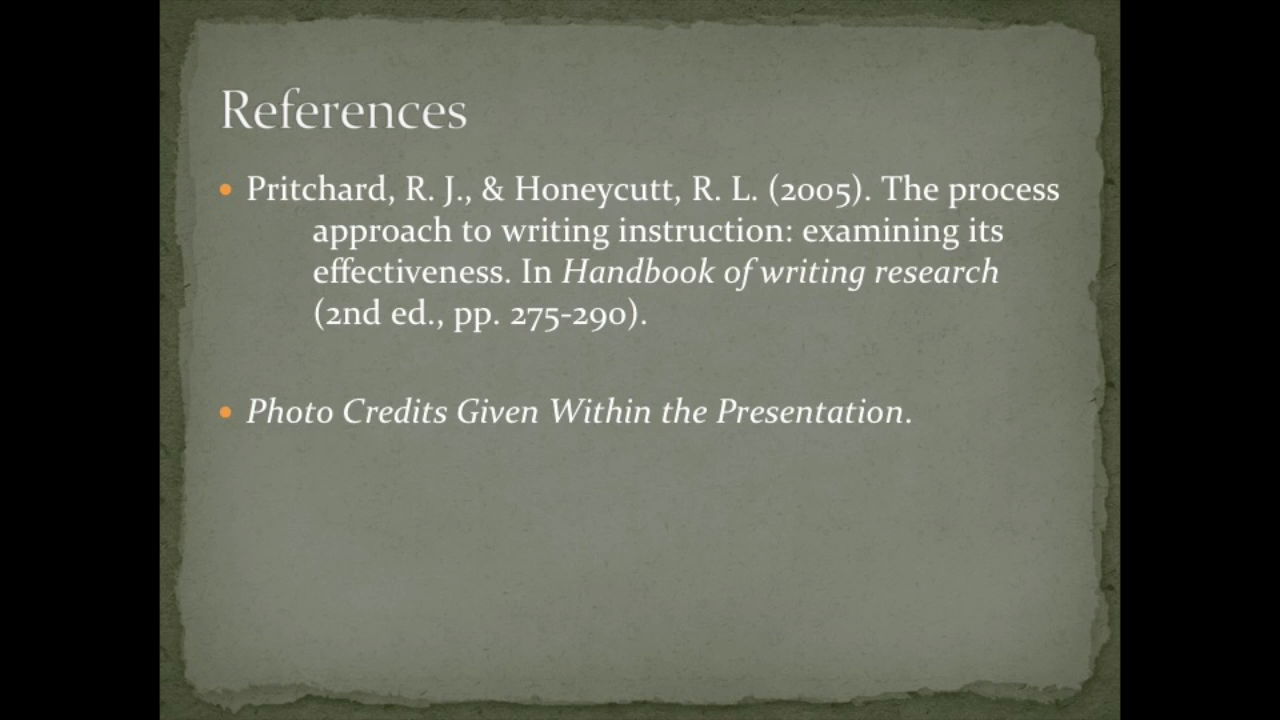 References
• Pritchard, R. J., & Honeycutt, R. L. (2005). The process
approach to writing instruction: examining its
effectiveness. In Handbook of writing research
(2nd ed., pp. 275-290).
• Photo Credits Given Within the Presentation.